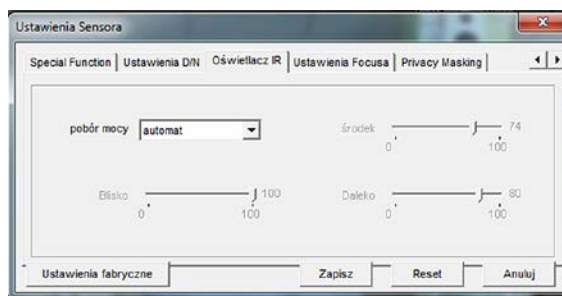 Ustawienia Sensora
Special Function Ustawienia D/N Oświetlacz IR Ustawienia Focusa Privacy Masking
pobór mocy automat środek 74
0 100
Blisko 100 Daleko 80
0 100 0 100
Ustawienia fabryczne Zapisz Reset Anuluj